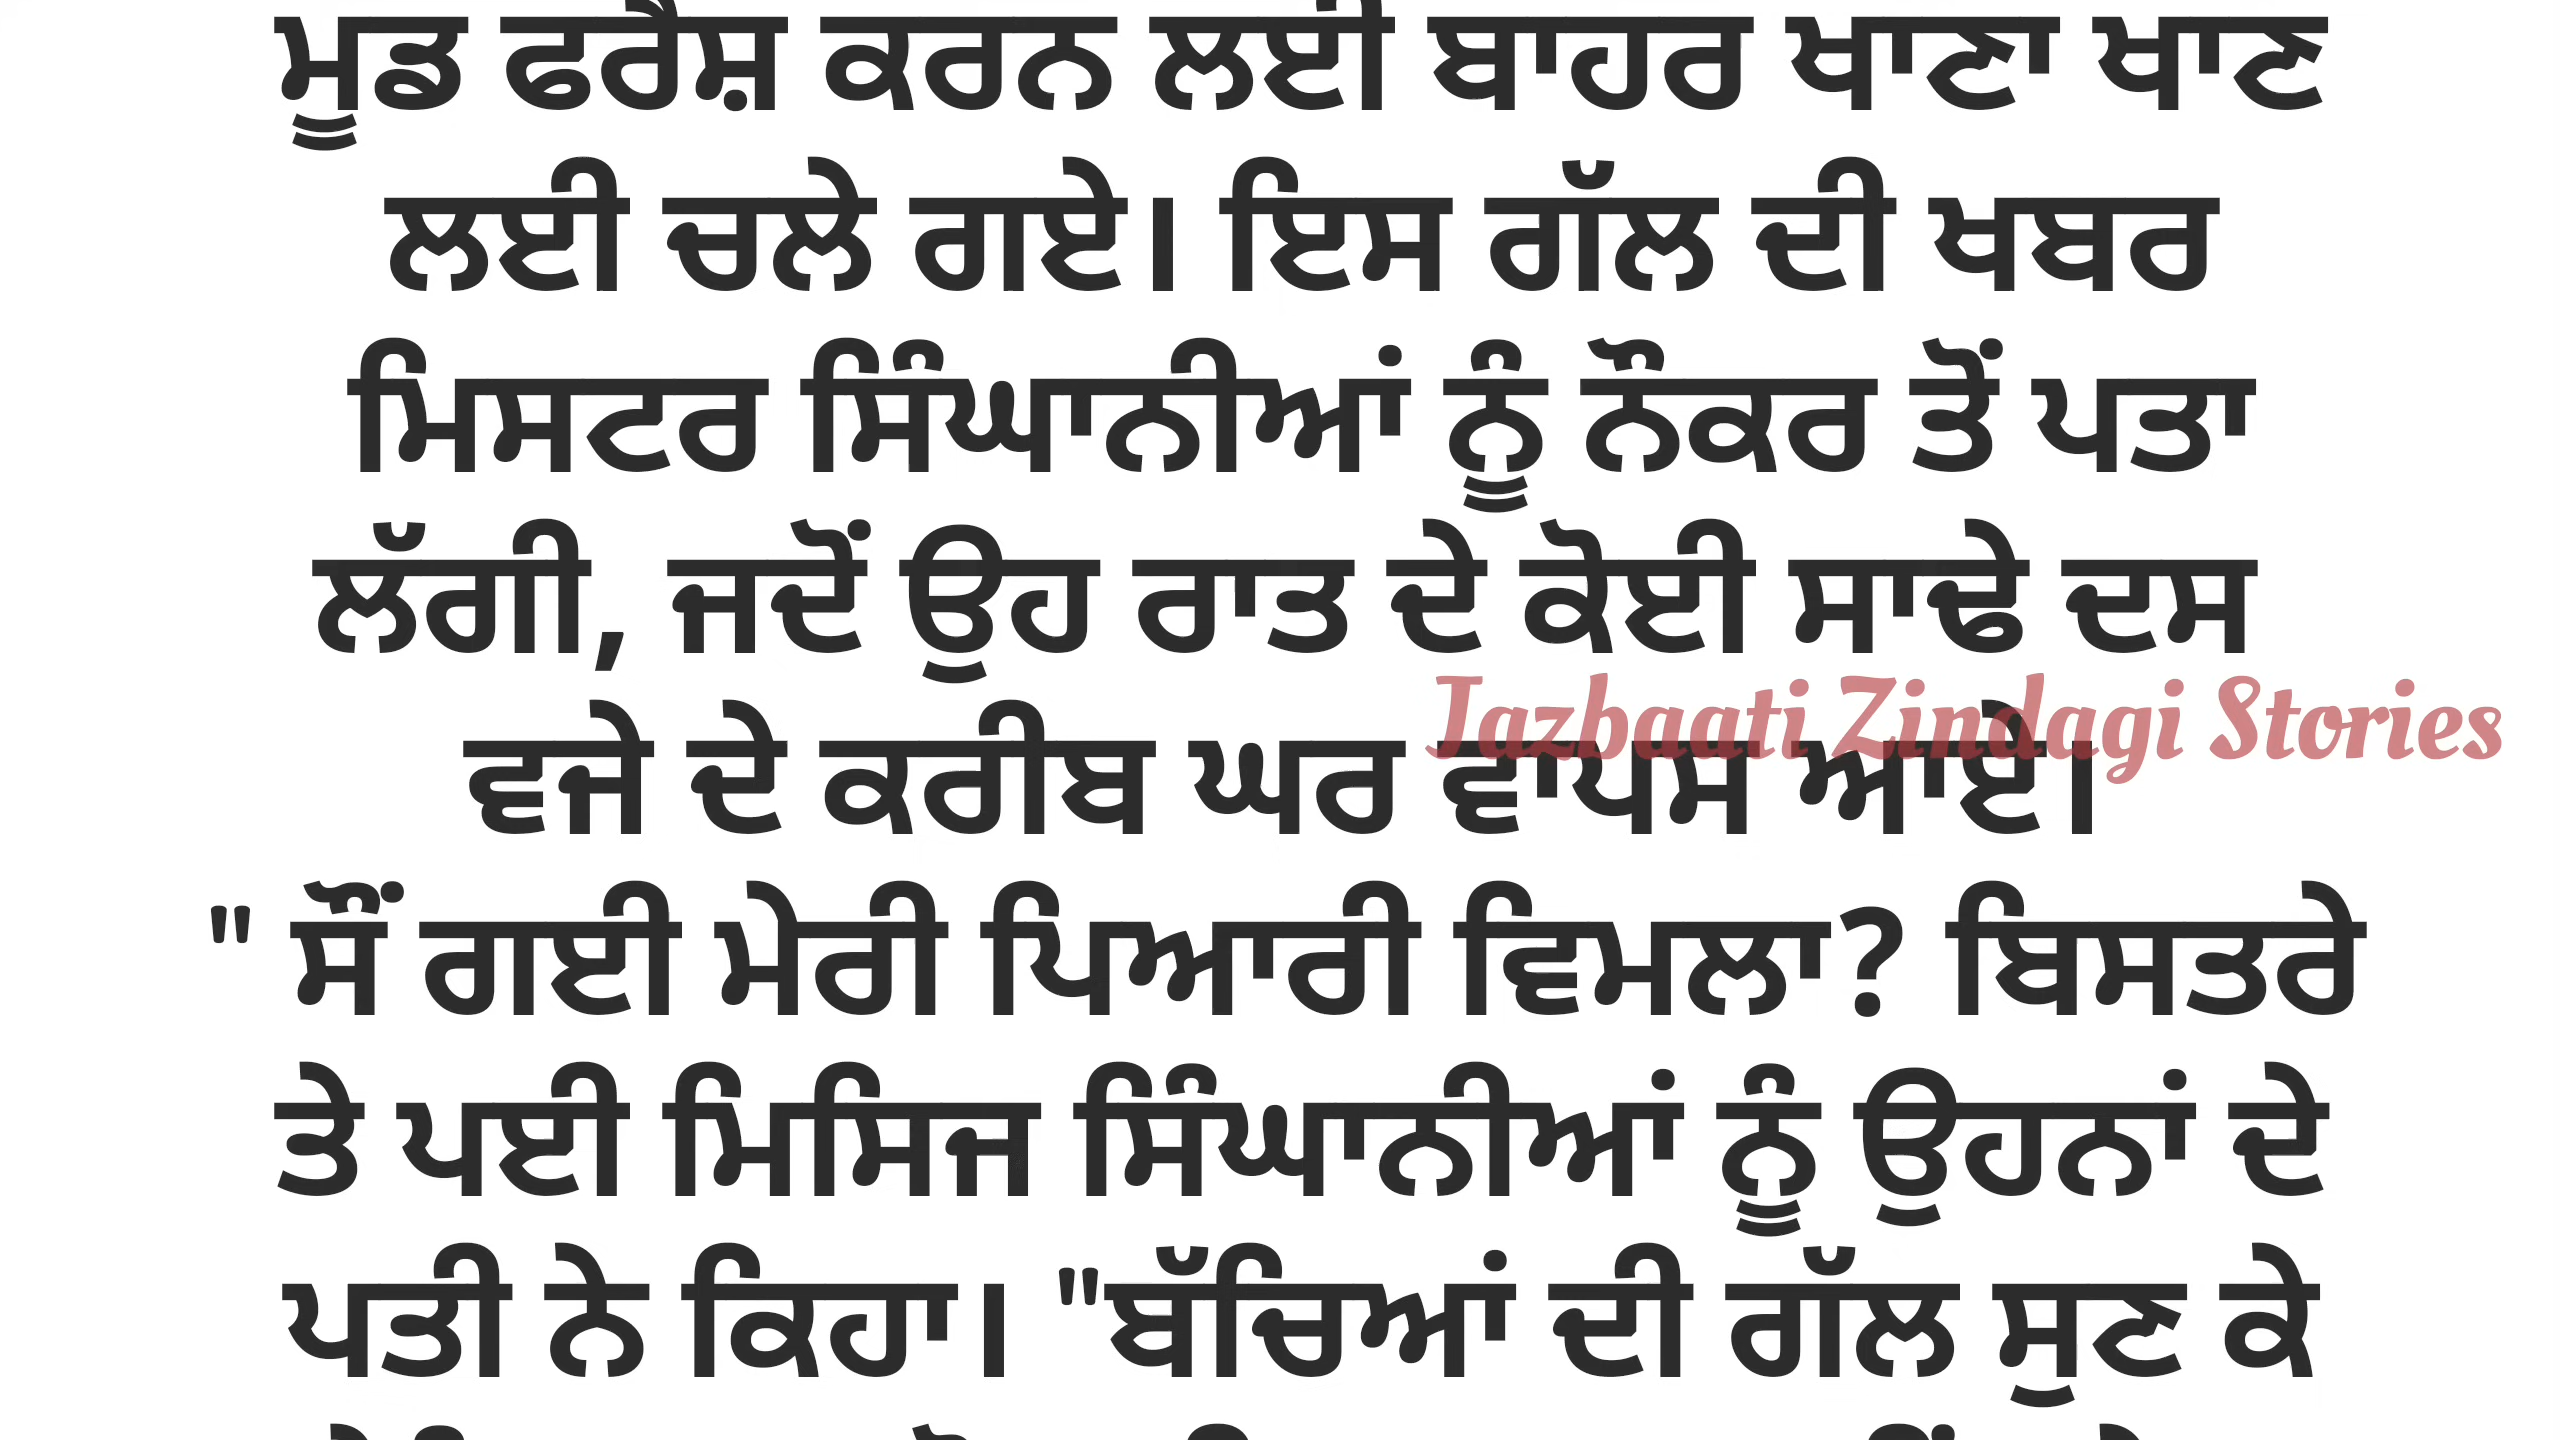 ਮੂਡ ਫਰੈਸ਼ ਕਰਨ ਲਈ ਬਾਹਰ ਖਾਣਾ ਖਾਣ
ਲਈ ਚਲੇ ਗਏ। ਇਸ ਗੱਲ ਦੀ ਖਬਰ
ਮਿਸਟਰ ਸਿੰਘਾਨੀਆਂ ਨੂੰ ਨੌਕਰ ਤੋਂ ਪਤਾ
ਲੱਗੀ, ਜਦੋਂ ਉਹ ਰਾਤ ਦੇ ਕੋਈ ਸਾਢੇ ਦਸ
Jazbaati Zindagi Stories
ਵਜੇ ਦੇ ਕਰੀਬ ਘਰ ਵਾਪਸ ਆਏ।
" ਸੌਂ ਗਈ ਮੇਰੀ ਪਿਆਰੀ ਵਿਮਲਾ? ਬਿਸਤਰੇ
ਤੇ ਪਈ ਮਿਸਿਜ ਸਿੰਘਾਨੀਆਂ ਨੂੰ ਉਹਨਾਂ ਦੇ
ਪਤੀ ਨੇ ਕਿਹਾ। "ਬੱਚਿਆਂ ਦੀ ਗੱਲ ਸੁਣ ਕੇ